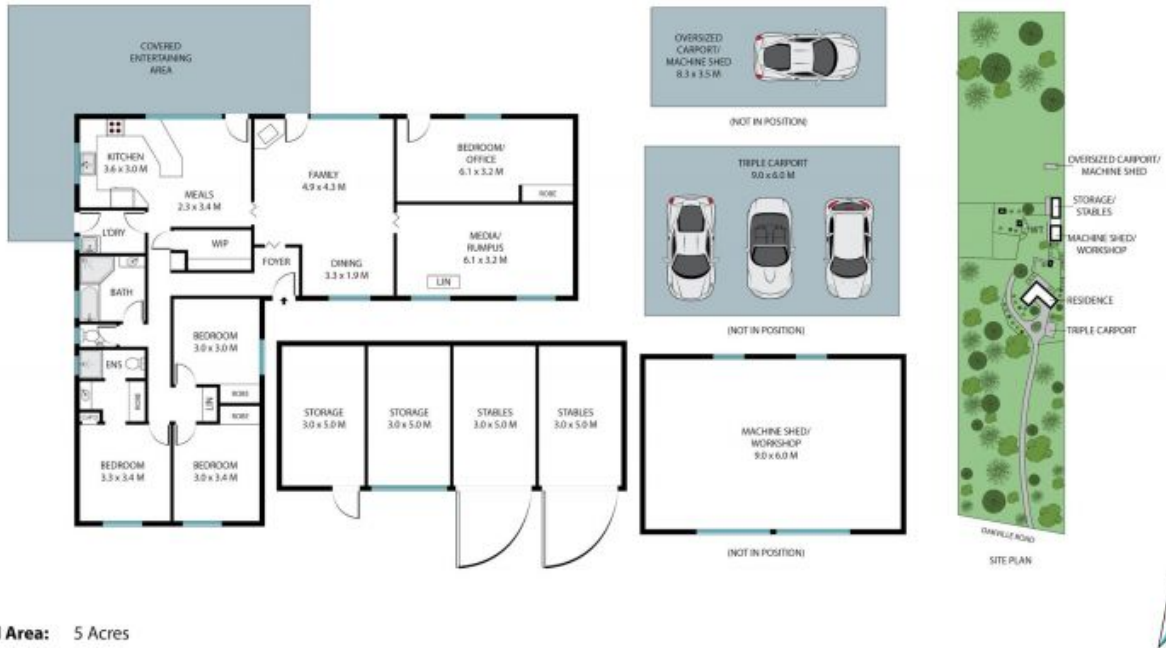 COVERED
ENTERTAINING
AREA
KITCHEN
3.6 x 3.0 M
MEALS
2.3 x 3.4 M
L'DRY
WIP
BATH
ENS
ROBE
FAMILY
4.9 x 4.3 M
FOYER
DINING
3.3 x 1.9 M
BEDROOM/
OFFICE
6.1 x 3.2 M
ROBE
MEDIA/
RUMPUS
6.1 x 3.2 M
LIN
BEDROOM
3.0 x 3.0 M
ROBE
LIN
ROBE
BEDROOM
3.3 x 3.4 M
BEDROOM
3.0 x 3.4 M
STORAGE
3.0 x 5.0 M
STORAGE
3.0 x 5.0 M
STABLES
3.0 x 5.0 M
STABLES
3.0 x 5.0 M
OVERSIZED
CARPORT/
MACHINE SHED
8.3 x 3.5 M
(NOT IN POSITION)
TRIPLE CARPORT
9.0 x 6.0 M
(NOT IN POSITION)
MACHINE SHED/
WORKSHOP
9.0 x 6.0 M
(NOT IN POSITION)
OVERSIZED CARPORT/
MACHINE SHED
STORAGE/
STABLES
WT
MACHINE SHED/
WORKSHOP
RESIDENCE
TRIPLE CARPORT
OAKVILLE ROAD
SITE PLAN
Area: 5 Acres